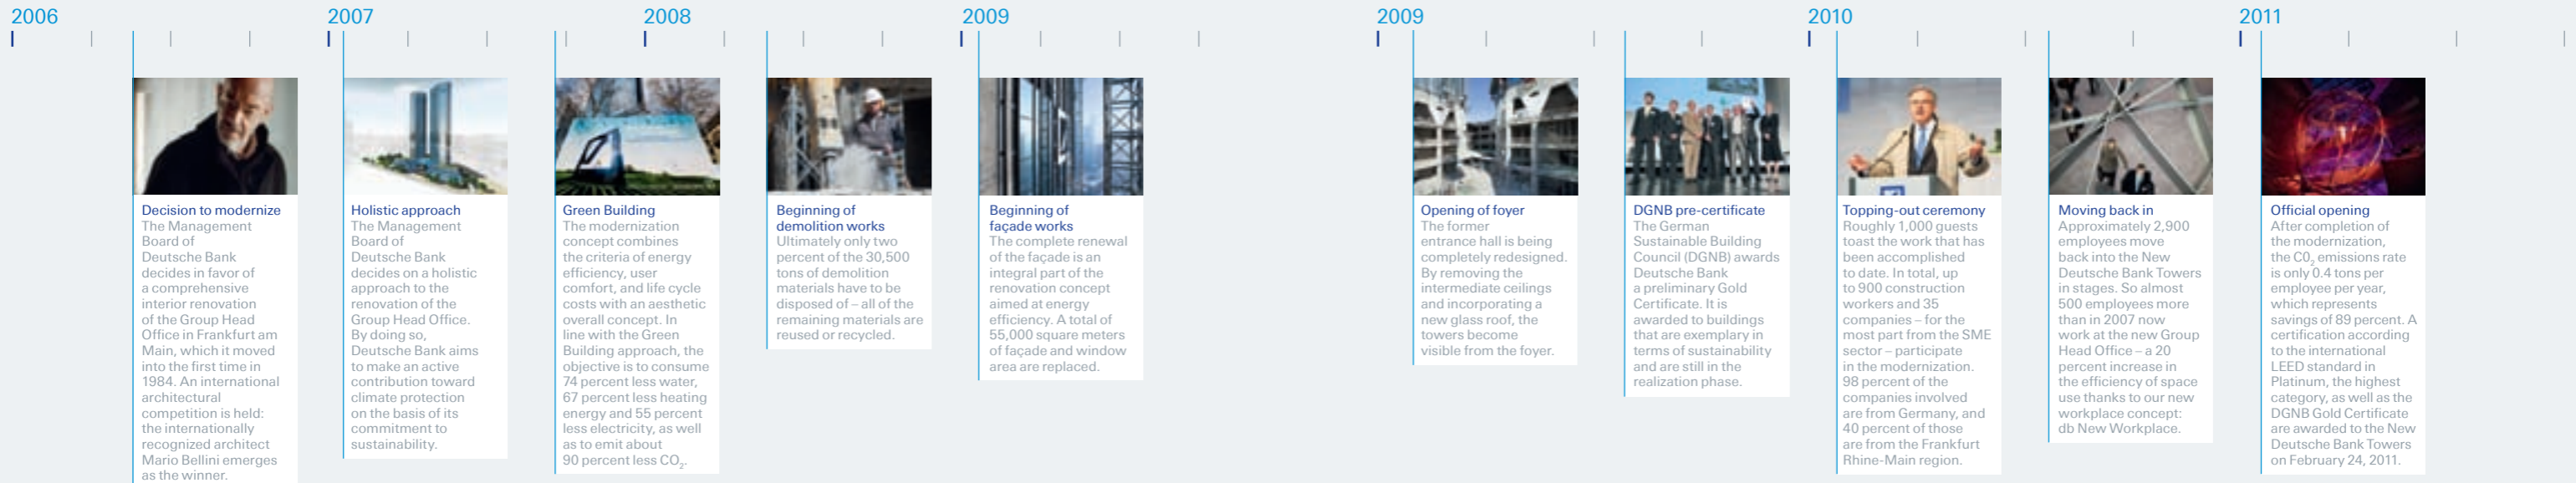 2006
2007
2008
2009
2009
2010
2011
Decision to modernize
The Management
Board of
Deutsche Bank
decides in favor of
a comprehensive
interior renovation
of the Group Head
Office in Frankfurt am
Main, which it moved
into the first time in
1984. An international
architectural
competition is held:
the internationally
recognized architect
Mario Bellini emerges
as the winner.
Holistic approach
The Management
Board of
Deutsche Bank
decides on a holistic
approach to the
renovation of the
Group Head Office.
By doing so,
Deutsche Bank aims
to make an active
contribution toward
climate protection
on the basis of its
commitment to
sustainability.
Green Building
The modernization
concept combines
the criteria of energy
efficiency, user
comfort, and life cycle
costs with an aesthetic
overall concept. In
line with the Green
Building approach, the
objective is to consume
74 percent less water,
67 percent less heating
energy and 55 percent
less electricity, as well
as to emit about
90 percent less CO₂.
Beginning of
demolition works
Ultimately only two
percent of the 30,500
tons of demolition
materials have to be
disposed of – all of the
remaining materials are
reused or recycled.
Beginning of
façade works
The complete renewal
of the façade is an
integral part of the
renovation concept
aimed at energy
efficiency. A total of
55,000 square meters
of façade and window
area are replaced.
Opening of foyer
The former
entrance hall is being
completely redesigned.
By removing the
intermediate ceilings
and incorporating a
new glass roof, the
towers become
visible from the foyer.
DGNB pre-certificate
The German
Sustainable Building
Council (DGNB) awards
Deutsche Bank
a preliminary Gold
Certificate. It is
awarded to buildings
that are exemplary in
terms of sustainability
and are still in the
realization phase.
Topping-out ceremony
Roughly 1,000 guests
toast the work that has
been accomplished
to date. In total, up
to 900 construction
workers and 35
companies – for the
most part from the SME
sector – participate
in the modernization.
98 percent of the
companies involved
are from Germany, and
40 percent of those
are from the Frankfurt
Rhine-Main region.
Moving back in
Approximately 2,900
employees move
back into the New
Deutsche Bank Towers
in stages. So almost
500 employees more
than in 2007 now
work at the new Group
Head Office – a 20
percent increase in
the efficiency of space
use thanks to our new
workplace concept:
db New Workplace.
Official opening
After completion of
the modernization,
the C0₂ emissions rate
is only 0.4 tons per
employee per year,
which represents
savings of 89 percent. A
certification according
to the international
LEED standard in
Platinum, the highest
category, as well as the
DGNB Gold Certificate
are awarded to the New
Deutsche Bank Towers
on February 24, 2011.